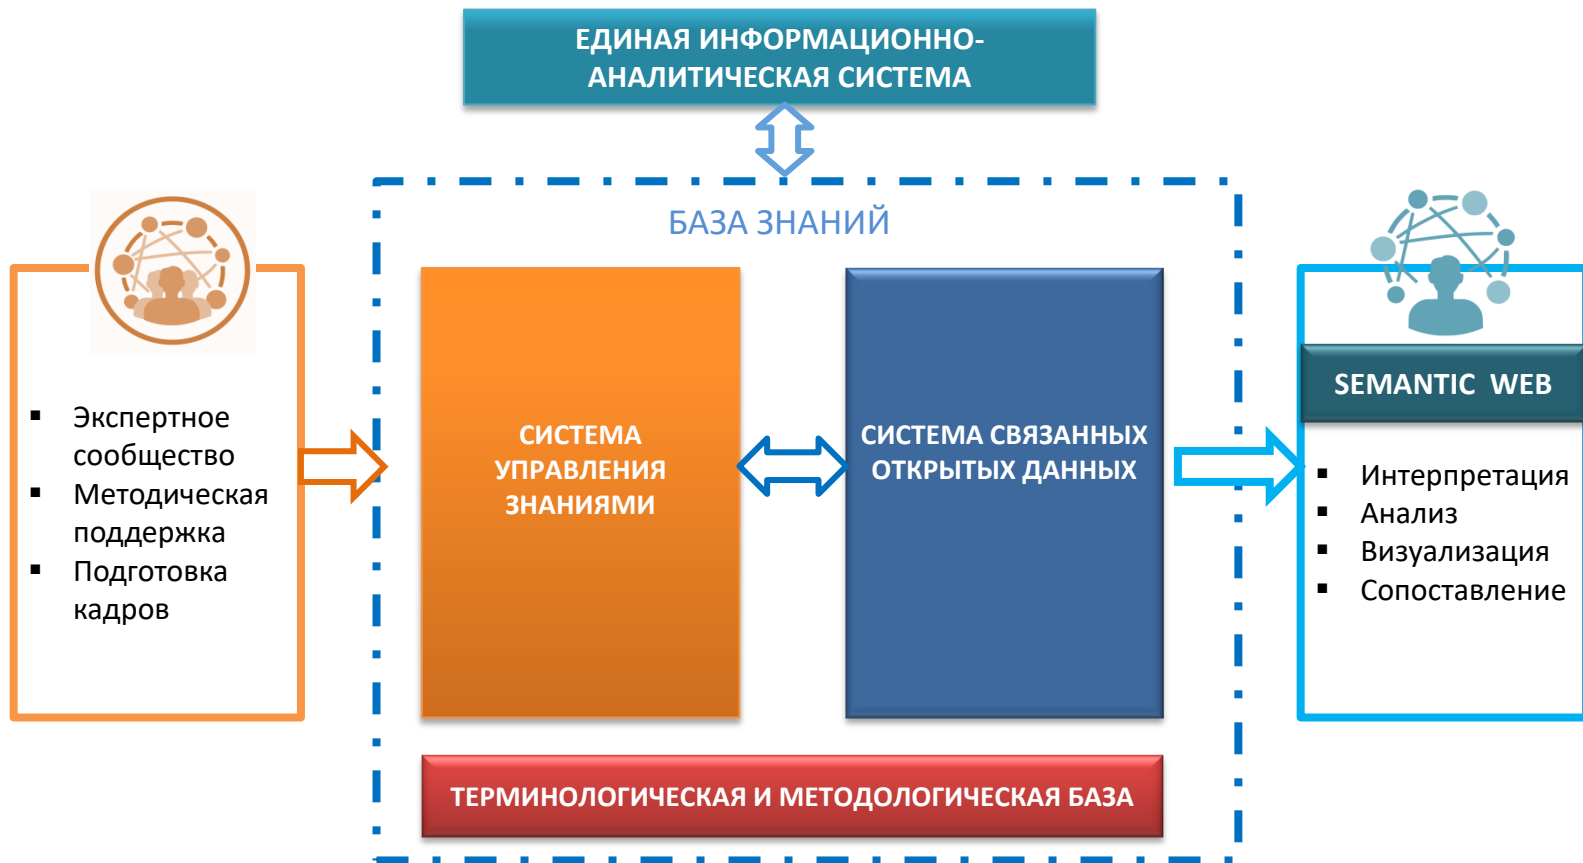 ЕДИНАЯ ИНФОРМАЦИОННО-
АНАЛИТИЧЕСКАЯ СИСТЕМА
БАЗА ЗНАНИЙ
Экспертное
сообщество
Методическая
поддержка
Подготовка
кадров
СИСТЕМА
УПРАВЛЕНИЯ
ЗНАНИЯМИ
СИСТЕМА СВЯЗАННЫХ
ОТКРЫТЫХ ДАННЫХ
SEMANTIC WEB
Интерпретация
Анализ
Визуализация
Сопоставление
ТЕРМИНОЛОГИЧЕСКАЯ И МЕТОДОЛОГИЧЕСКАЯ БАЗА